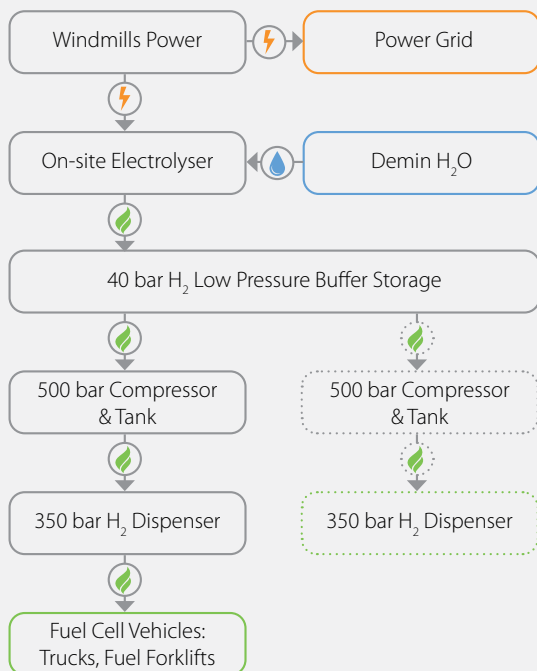 Windmills Power
Power Grid
On-site Electrolyser
Demin H₂O
40 bar H₂ Low Pressure Buffer Storage
500 bar Compressor
& Tank
500 bar Compressor
& Tank
350 bar H₂ Dispenser
350 bar H₂ Dispenser
Fuel Cell Vehicles:
Trucks, Fuel Forklifts